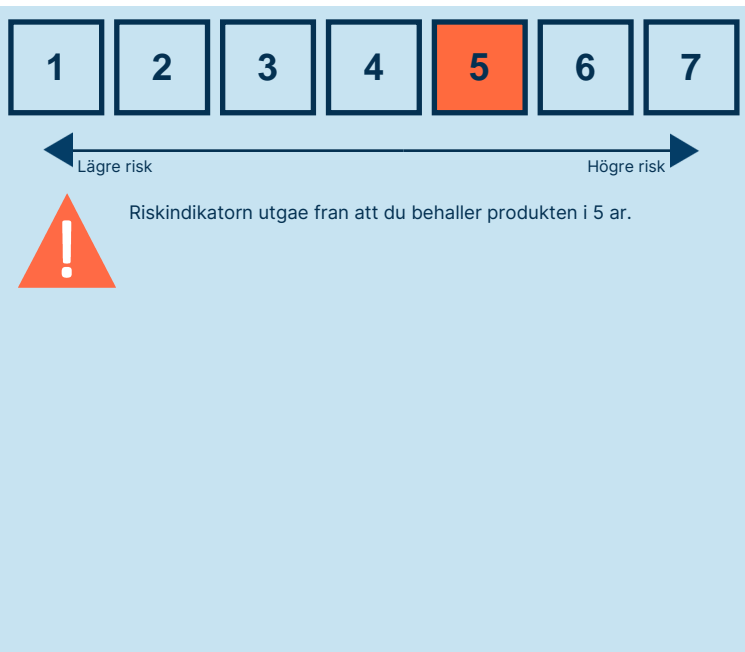 1 2 3 4 5 6 7
Lägre risk Högre risk
Riskindikatorn utgae fran att du behaller produkten i 5 ar.
!